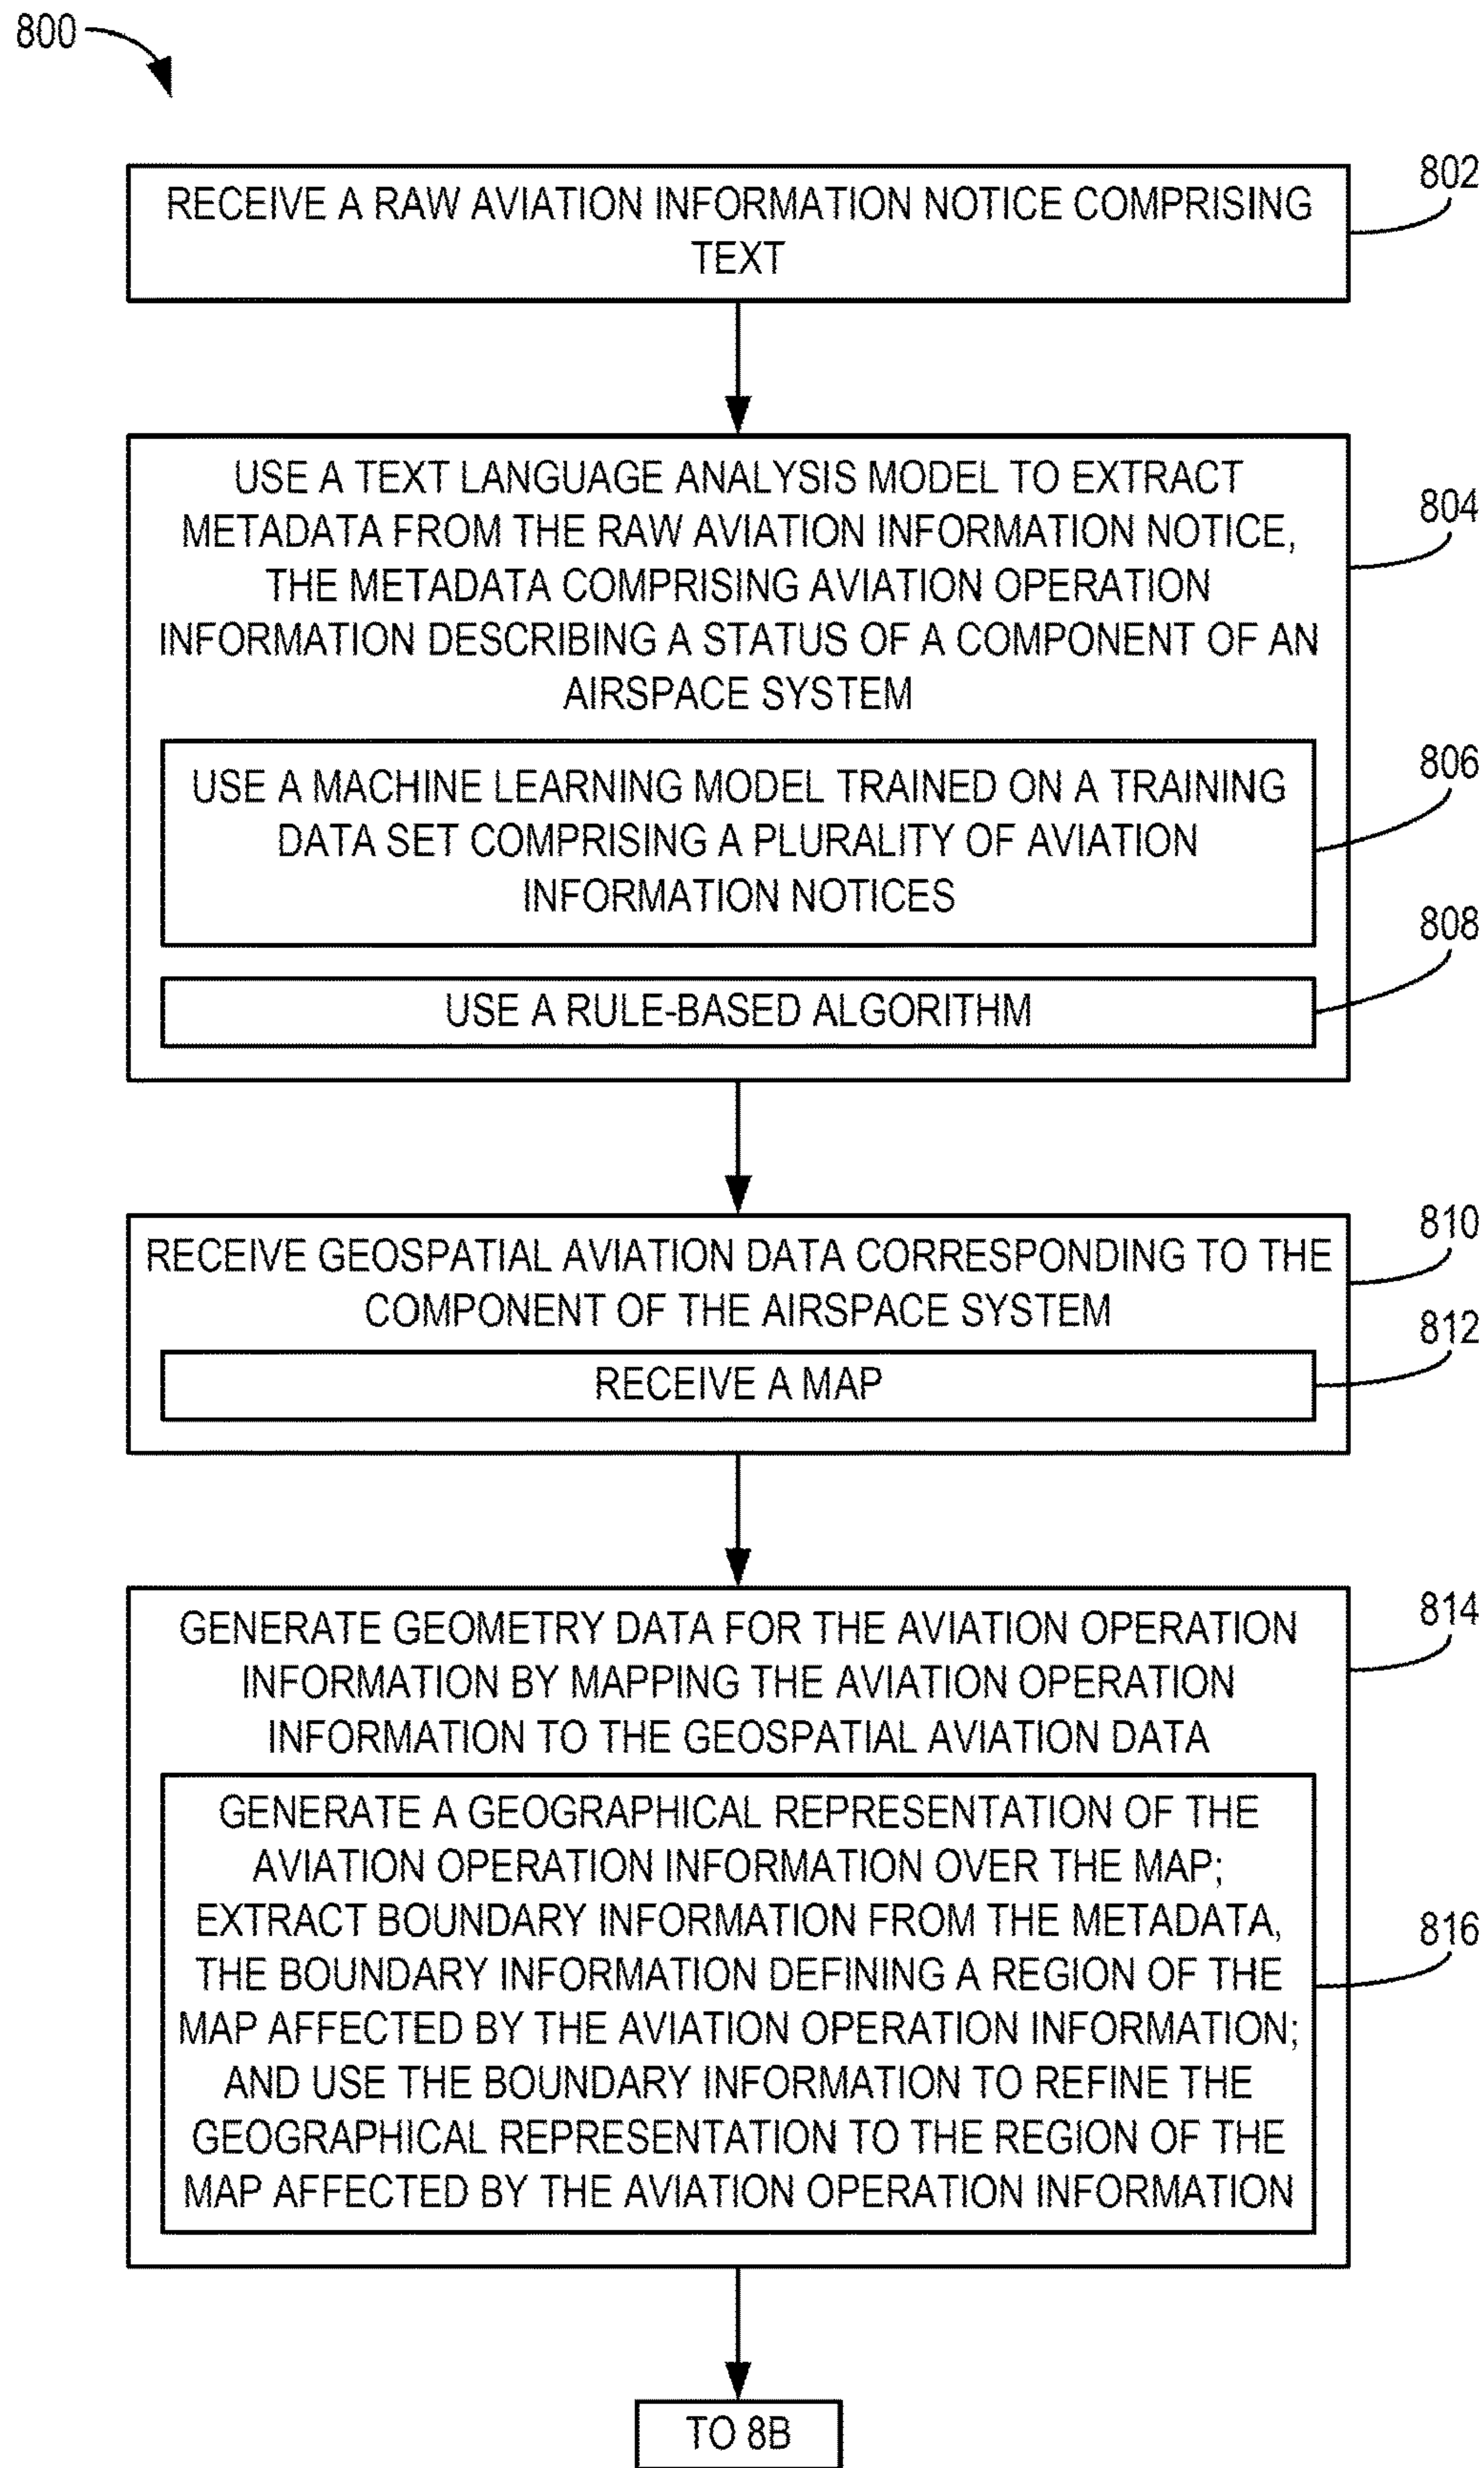 800
802
RECEIVE A RAW AVIATION INFORMATION NOTICE COMPRISING
TEXT
USE A TEXT LANGUAGE ANALYSIS MODEL TO EXTRACT
METADATA FROM THE RAW AVIATION INFORMATION NOTICE,
THE METADATA COMPRISING AVIATION OPERATION
INFORMATION DESCRIBING A STATUS OF A COMPONENT OF AN
AIRSPACE SYSTEM
804
USE A MACHINE LEARNING MODEL TRAINED ON A TRAINING
DATA SET COMPRISING A PLURALITY OF AVIATION
INFORMATION NOTICES
806
USE A RULE-BASED ALGORITHM
808
RECEIVE GEOSPATIAL AVIATION DATA CORRESPONDING TO THE
COMPONENT OF THE AIRSPACE SYSTEM
810
RECEIVE A MAP
812
GENERATE GEOMETRY DATA FOR THE AVIATION OPERATION
INFORMATION BY MAPPING THE AVIATION OPERATION
INFORMATION TO THE GEOSPATIAL AVIATION DATA
814
GENERATE A GEOGRAPHICAL REPRESENTATION OF THE
AVIATION OPERATION INFORMATION OVER THE MAP;
EXTRACT BOUNDARY INFORMATION FROM THE METADATA,
THE BOUNDARY INFORMATION DEFINING A REGION OF THE
MAP AFFECTED BY THE AVIATION OPERATION INFORMATION;
AND USE THE BOUNDARY INFORMATION TO REFINE THE
GEOGRAPHICAL REPRESENTATION TO THE REGION OF THE
MAP AFFECTED BY THE AVIATION OPERATION INFORMATION
816
TO 8B